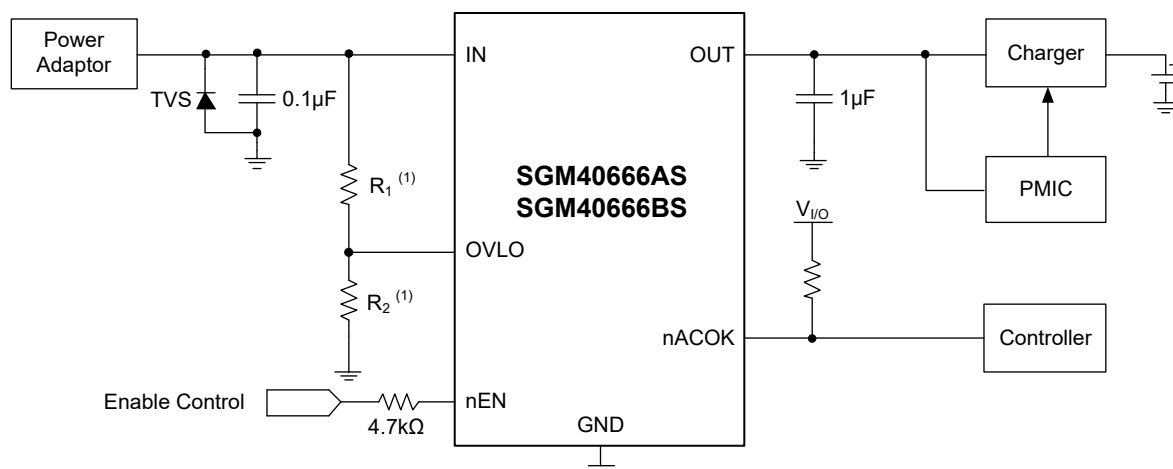 Power
Adaptor
TVS
0.1µF
IN
OUT
Charger
1µF
R1 (1)
SGM40666AS
SGM40666BS
PMIC
VI/O
OVLO
R2 (1)
nACOK
Controller
Enable Control
nEN
4.7kΩ
GND